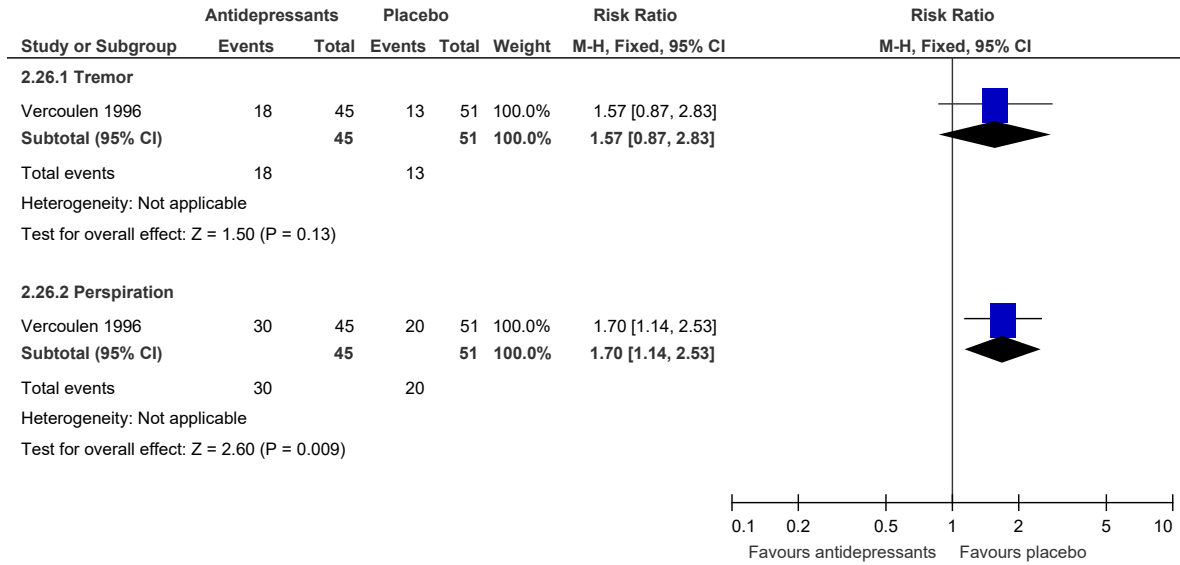 Antidepressants Placebo Risk Ratio Risk Ratio
Study or Subgroup Events Total Events Total Weight M-H, Fixed, 95% CI M-H, Fixed, 95% CI
2.26.1 Tremor
Vercoulen 1996 18 45 13 51 100.0% 1.57 [0.87, 2.83]
Subtotal (95% CI) 45 51 100.0% 1.57 [0.87, 2.83]
Total events 18 13
Heterogeneity: Not applicable
Test for overall effect: Z = 1.50 (P = 0.13)
2.26.2 Perspiration
Vercoulen 1996 30 45 20 51 100.0% 1.70 [1.14, 2.53]
Subtotal (95% CI) 45 51 100.0% 1.70 [1.14, 2.53]
Total events 30 20
Heterogeneity: Not applicable
Test for overall effect: Z = 2.60 (P = 0.009)
0.1 0.2 0.5 1 2 5 10
Favours antidepressants Favours placebo